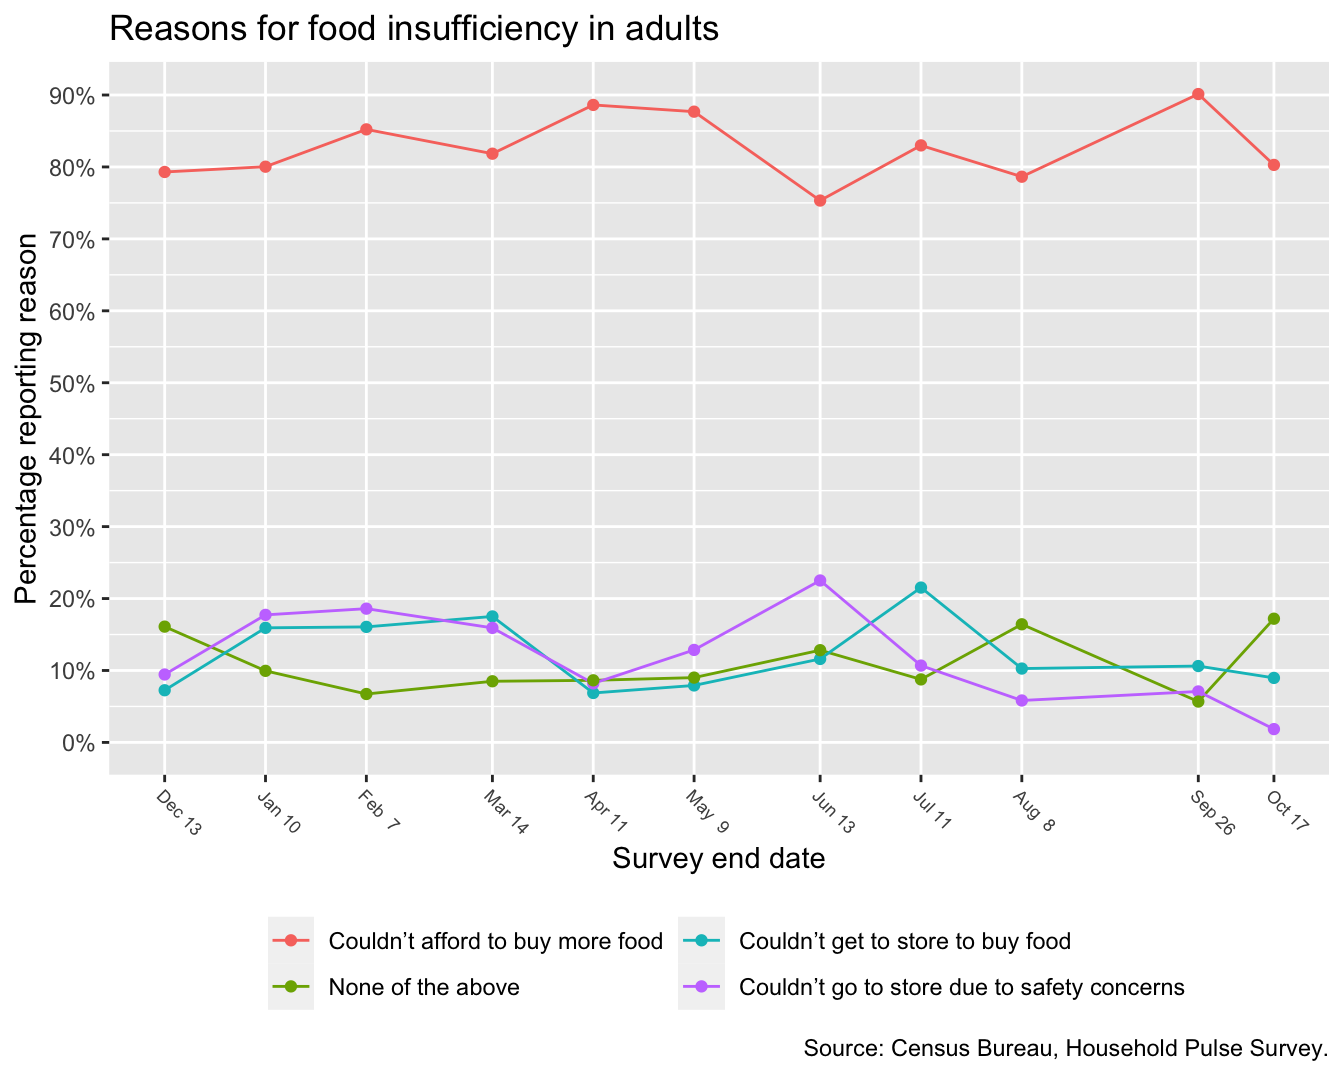 Reasons for food insufficiency in adults
Percentage reporting reason
90%
80%
70%
60%
50%
40%
30%
20%
10%
0%
Dec 13
Jan 10
Feb 7
Mar 14
Apr 11
May 9
Jun 13
Jul 11
Aug 8
Sep 26
Oct 17
Survey end date
Couldn’t afford to buy more food
Couldn’t get to store to buy food
None of the above
Couldn’t go to store due to safety concerns
Source: Census Bureau, Household Pulse Survey.